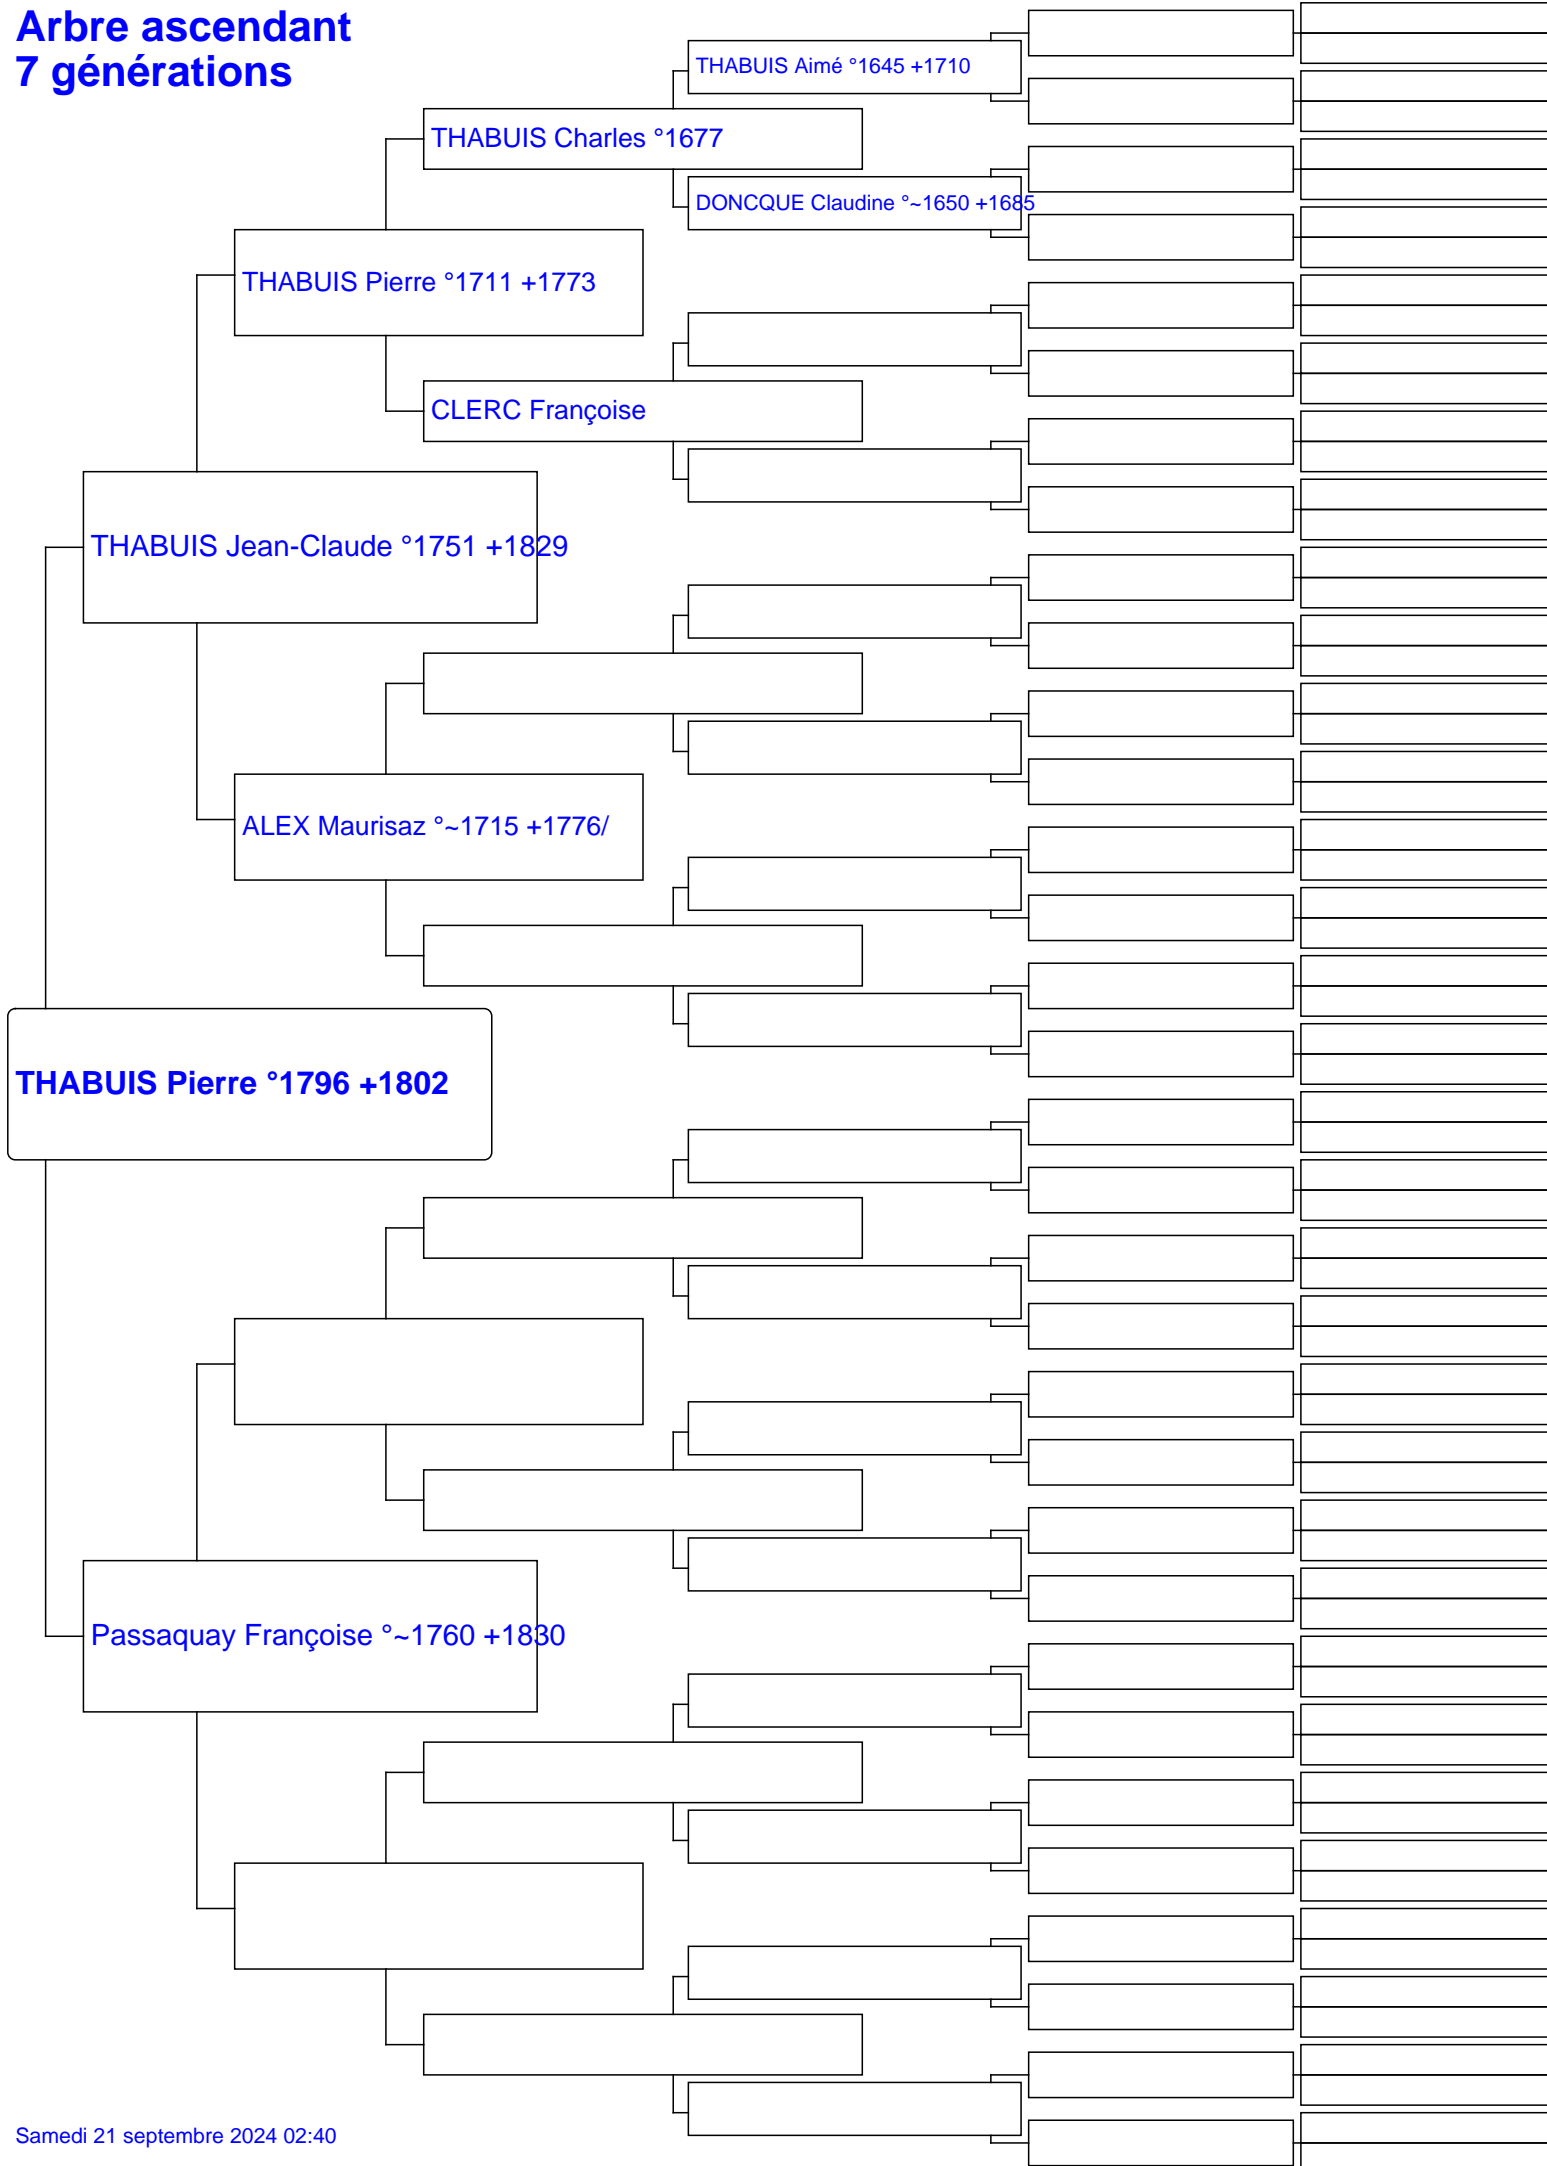 Arbre ascendant
7 générations
THABUIS Aimé °1645 +1710
THABUIS Charles °1677
DONCQUE Claudine °~1650 +1685
THABUIS Pierre °1711 +1773
CLERC Françoise
THABUIS Jean-Claude °1751 +1829
ALEX Maurisaz °~1715 +1776/
THABUIS Pierre °1796 +1802
Passaquay Françoise °~1760 +1830
Samedi 21 septembre 2024 02:40